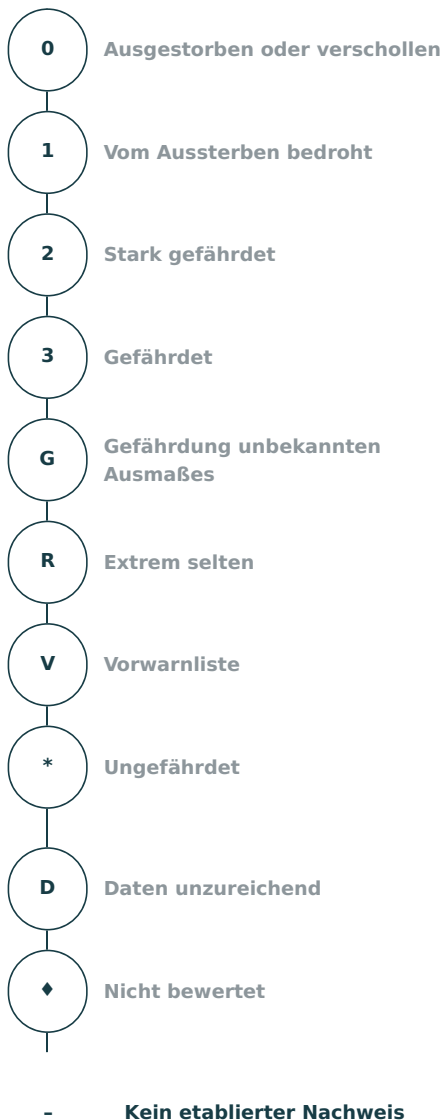 0 Ausgestorben oder verschollen
1 Vom Aussterben bedroht
2 Stark gefährdet
3 Gefährdet
G Gefährdung unbekannten
Ausmaßes
R Extrem selten
V Vorwarnliste
* Ungefährdet
D Daten unzureichend
♦ Nicht bewertet
– Kein etablierter Nachweis